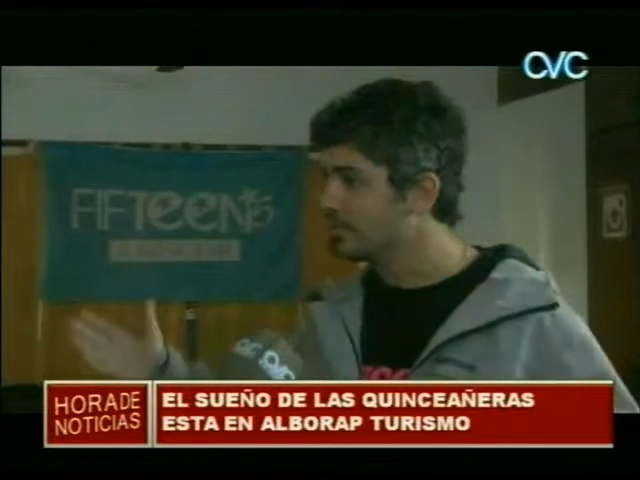 CVC
FIFTEEN
HORA DE
NOTICIAS
EL SUEÑO DE LAS QUINCEAÑERAS
ESTA EN ALBORAP TURISMO